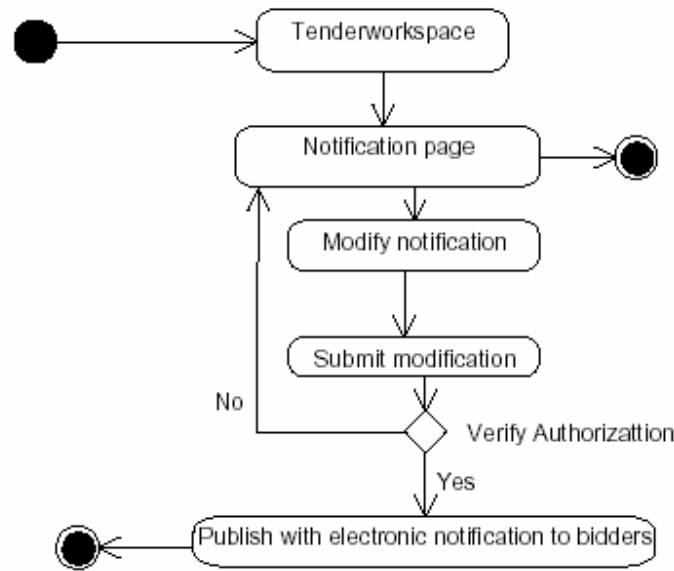 Tenderworkspace
Notification page
Modify notification
Submit modification
No
Verify Authorizattion
Yes
Publish with electronic notification to bidders